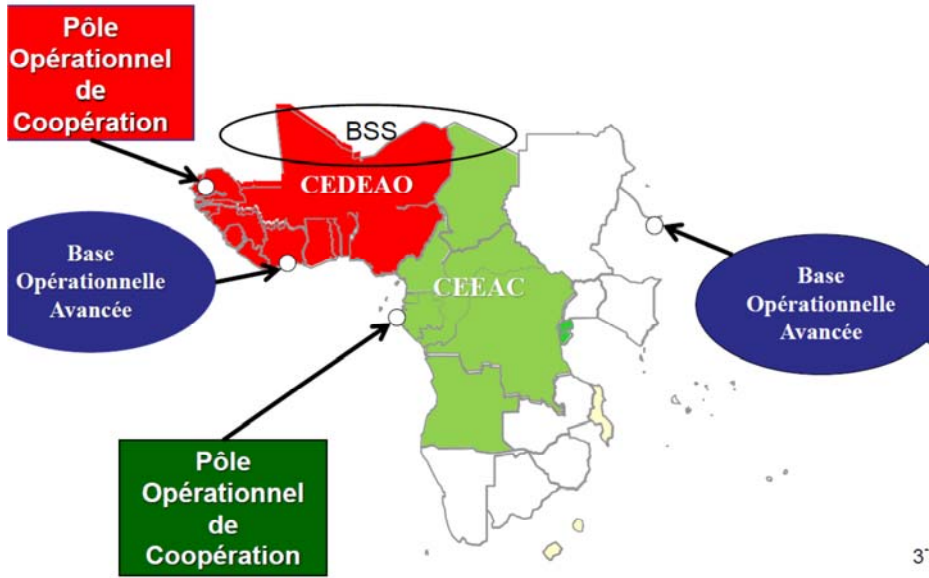 Pôle
Opérationnel
de
Coopération
BSS
CEDEAO
Base
Opérationnelle
Avancée
CEEAC
Base
Opérationnelle
Avancée
Pôle
Opérationnel
de
Coopération